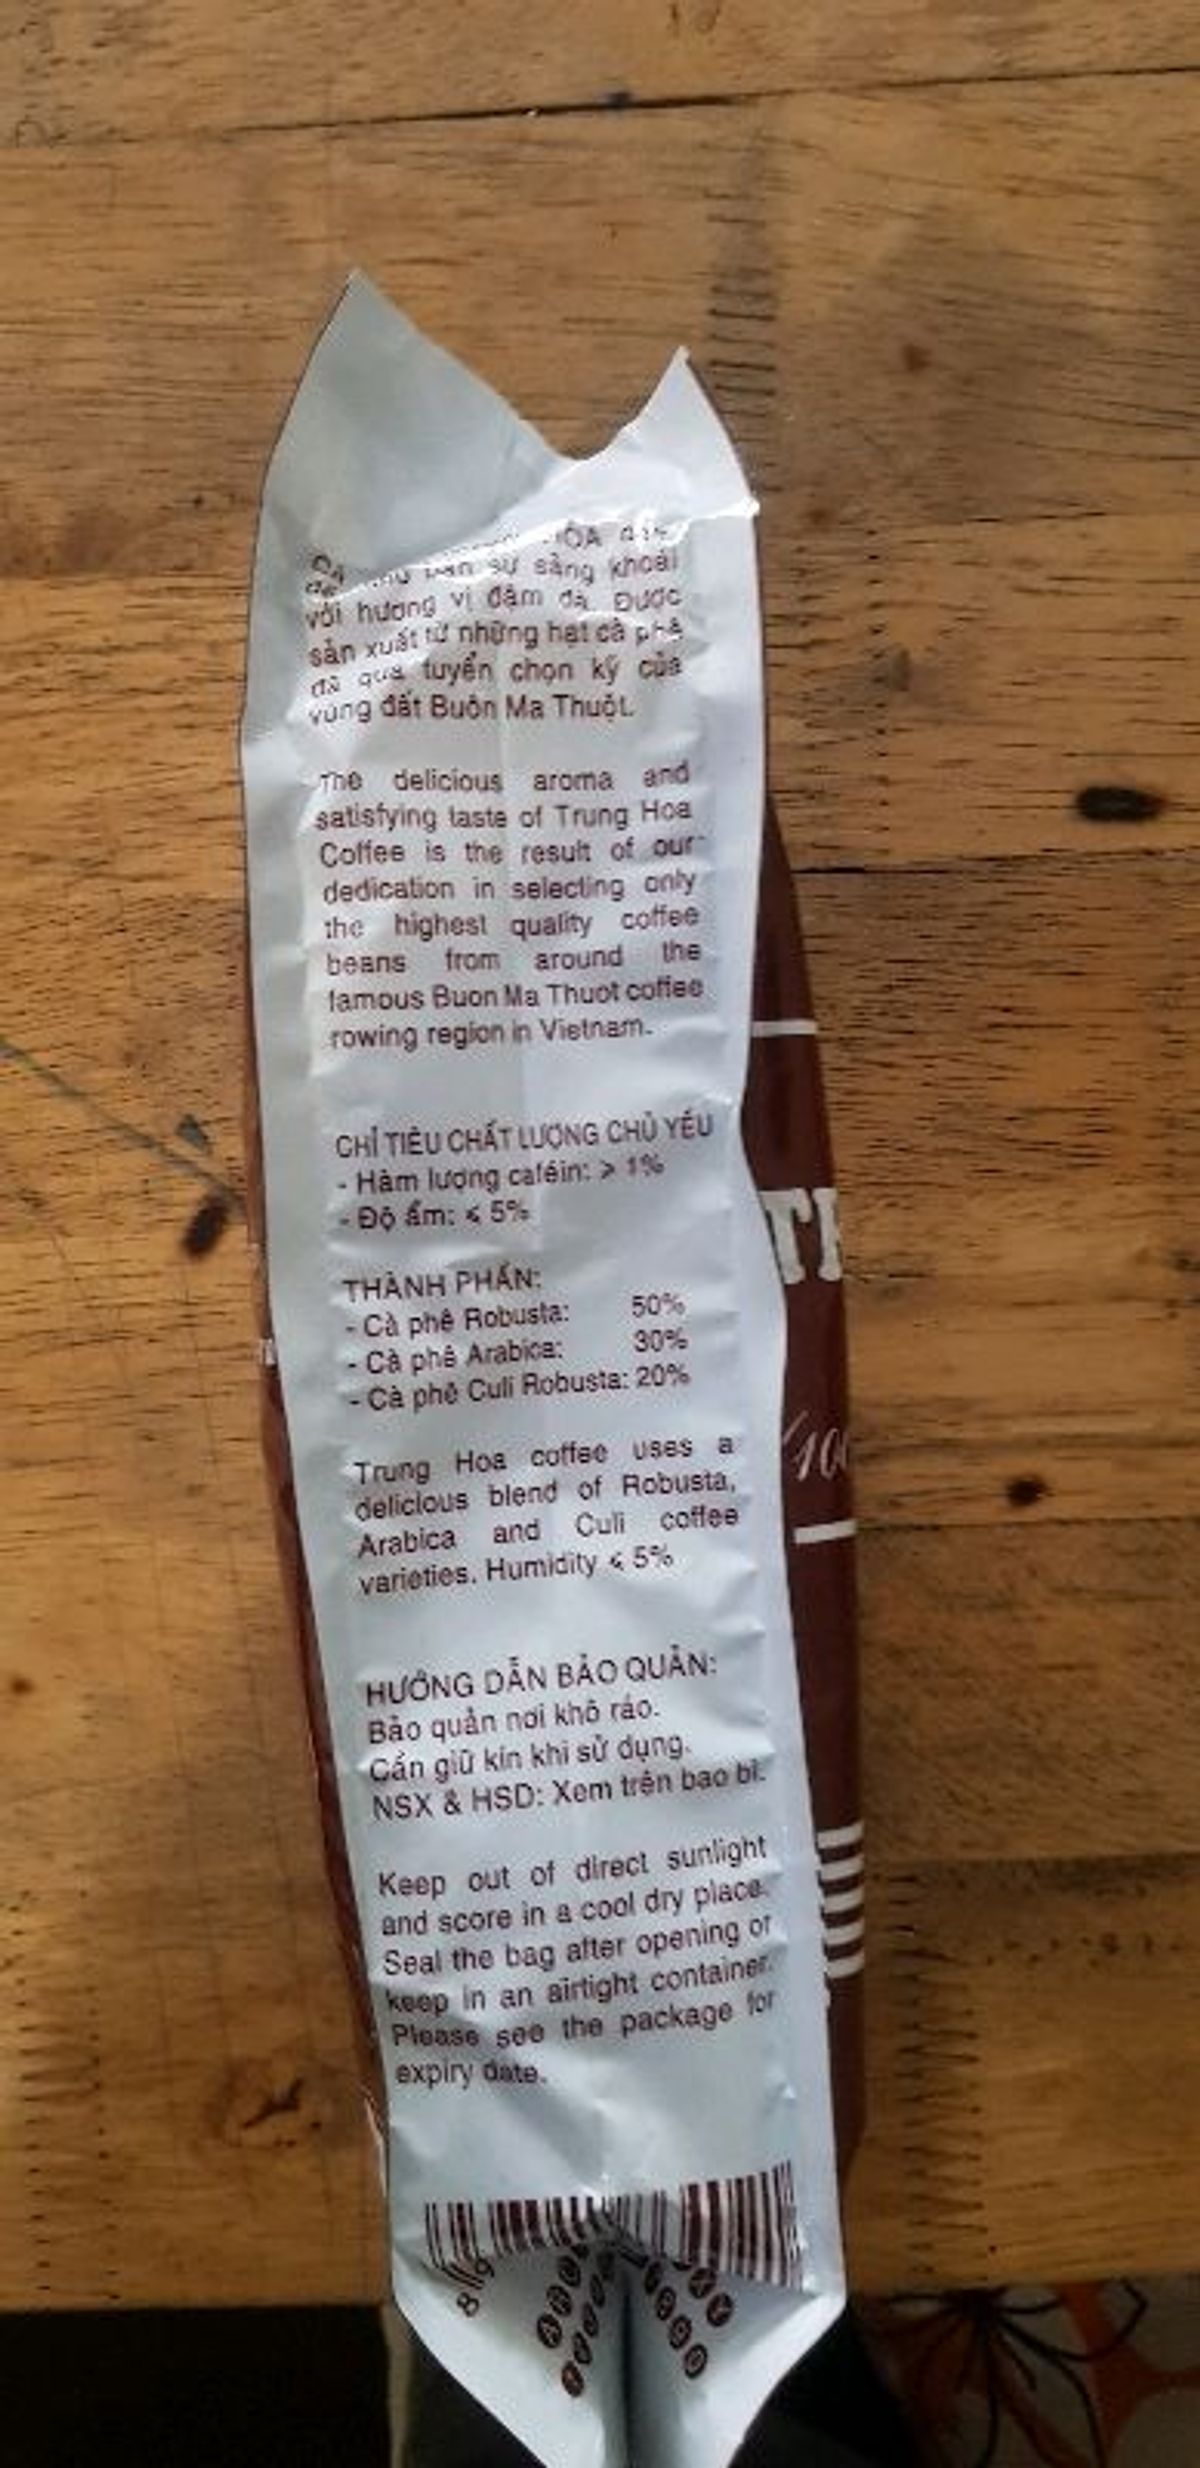 sự sảng khoái
với hương vị đậm đà. Được
sản xuất từ những hạt cà phê
đã qua tuyển chọn kỹ của
vùng đất Buôn Ma Thuột.
The delicious aroma and
satisfying taste of Trung Hoa
Coffee is the result of our
dedication in selecting only
the highest quality coffee
beans from around the
famous Buon Ma Thuot coffee
rowing region in Vietnam.
CHỈ TIÊU CHẤT LƯỢNG CHỦ YẾU
- Hàm lượng caféin: ⩾ 1%
- Độ ẩm: ⩽ 5%
THÀNH PHẦN:
- Cà phê Robusta: 50%
- Cà phê Arabica: 30%
- Cà phê Culi Robusta: 20%
Trung Hoa coffee uses a
delicious blend of Robusta,
Arabica and Culi coffee
varieties. Humidity ⩽ 5%
HƯỚNG DẪN BẢO QUẢN:
Bảo quản nơi khô ráo.
Cần giữ kín khi sử dụng.
NSX & HSD: Xem trên bao bì.
Keep out of direct sunlight
and score in a cool dry place.
Seal the bag after opening or
keep in an airtight container.
Please see the package for
expiry date.